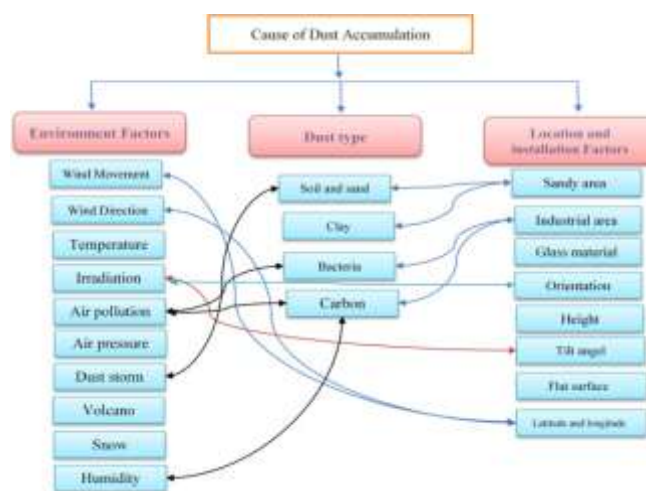 Cause of Dust Accumulation
Environment Factors
Dust type
Location and
installation Factors
Wind Movement
Wind Direction
Temperature
Irradiation
Air pollution
Air pressure
Dust storm
Volcano
Snow
Humidity
Soil and sand
Clay
Bacteria
Carbon
Sandy area
Industrial area
Glass material
Orientation
Height
Tilt angel
Flat surface
Latitude and longitude